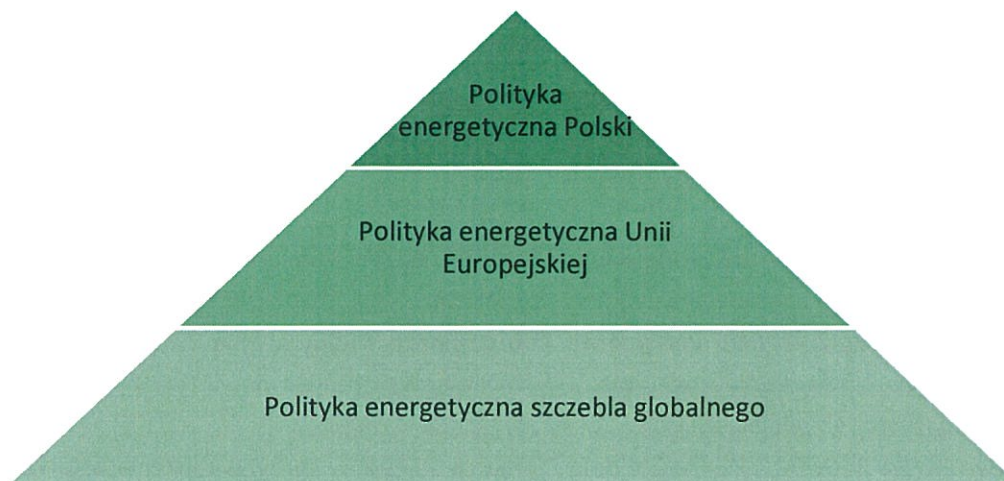 Polityka
energetyczna Polski
Polityka energetyczna Unii
Europejskiej
Polityka energetyczna szczebla globalnego